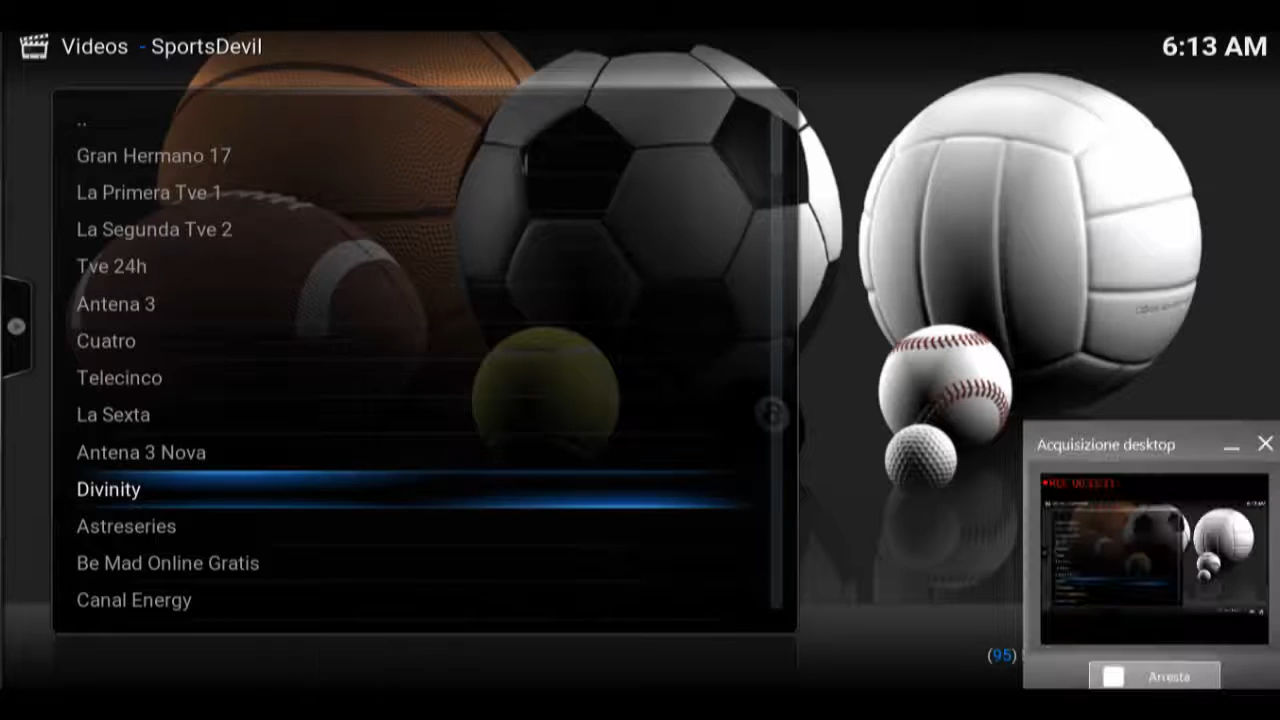 Videos - SportsDevil
6:13 AM
..
Gran Hermano 17
La Primera Tve 1
La Segunda Tve 2
Tve 24h
Antena 3
Cuatro
Telecinco
La Sexta
Antena 3 Nova
Divinity
Astreseries
Be Mad Online Gratis
Canal Energy
(95)
Acquisizione desktop
Arresta